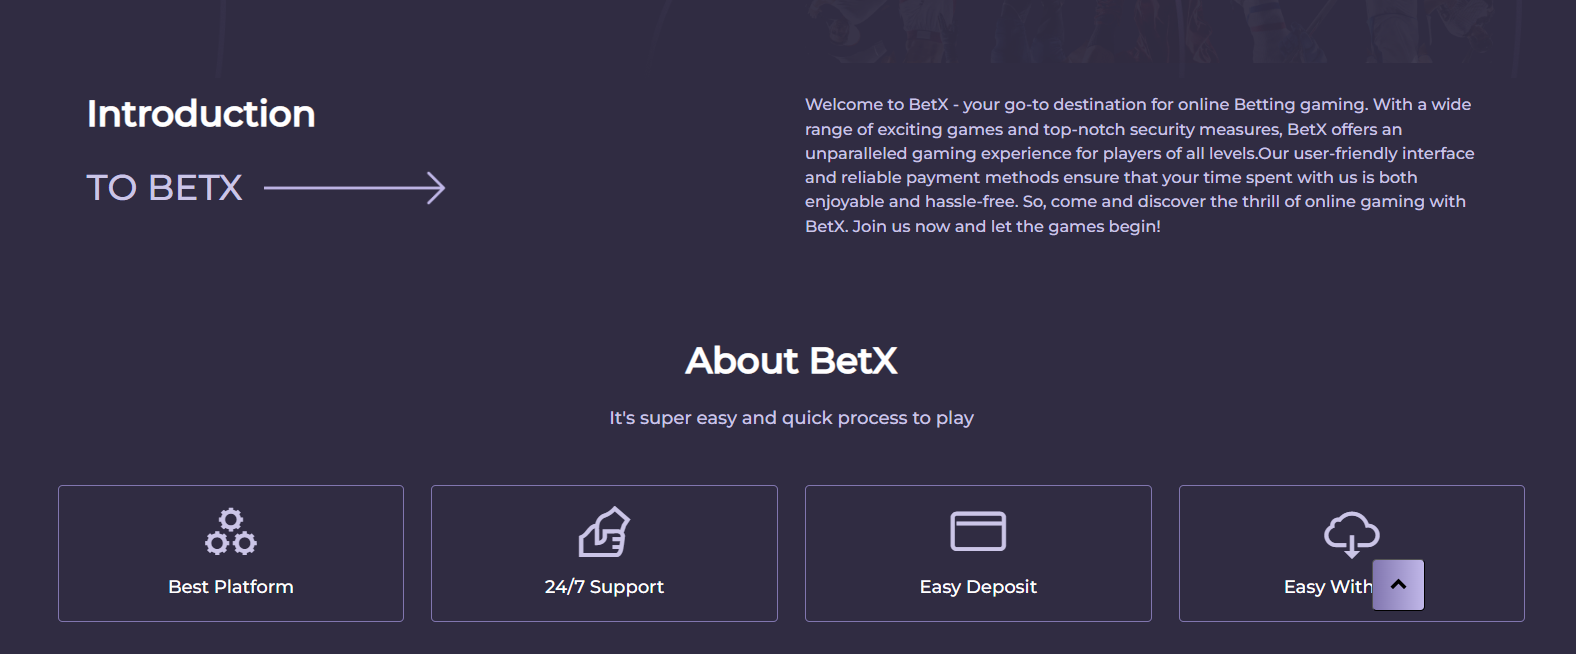 Introduction
TO BETX
Welcome to BetX - your go-to destination for online Betting gaming. With a wide
range of exciting games and top-notch security measures, BetX offers an
unparalleled gaming experience for players of all levels.Our user-friendly interface
and reliable payment methods ensure that your time spent with us is both
enjoyable and hassle-free. So, come and discover the thrill of online gaming with
BetX. Join us now and let the games begin!
About BetX
It's super easy and quick process to play
Best Platform
24/7 Support
Easy Deposit
Easy